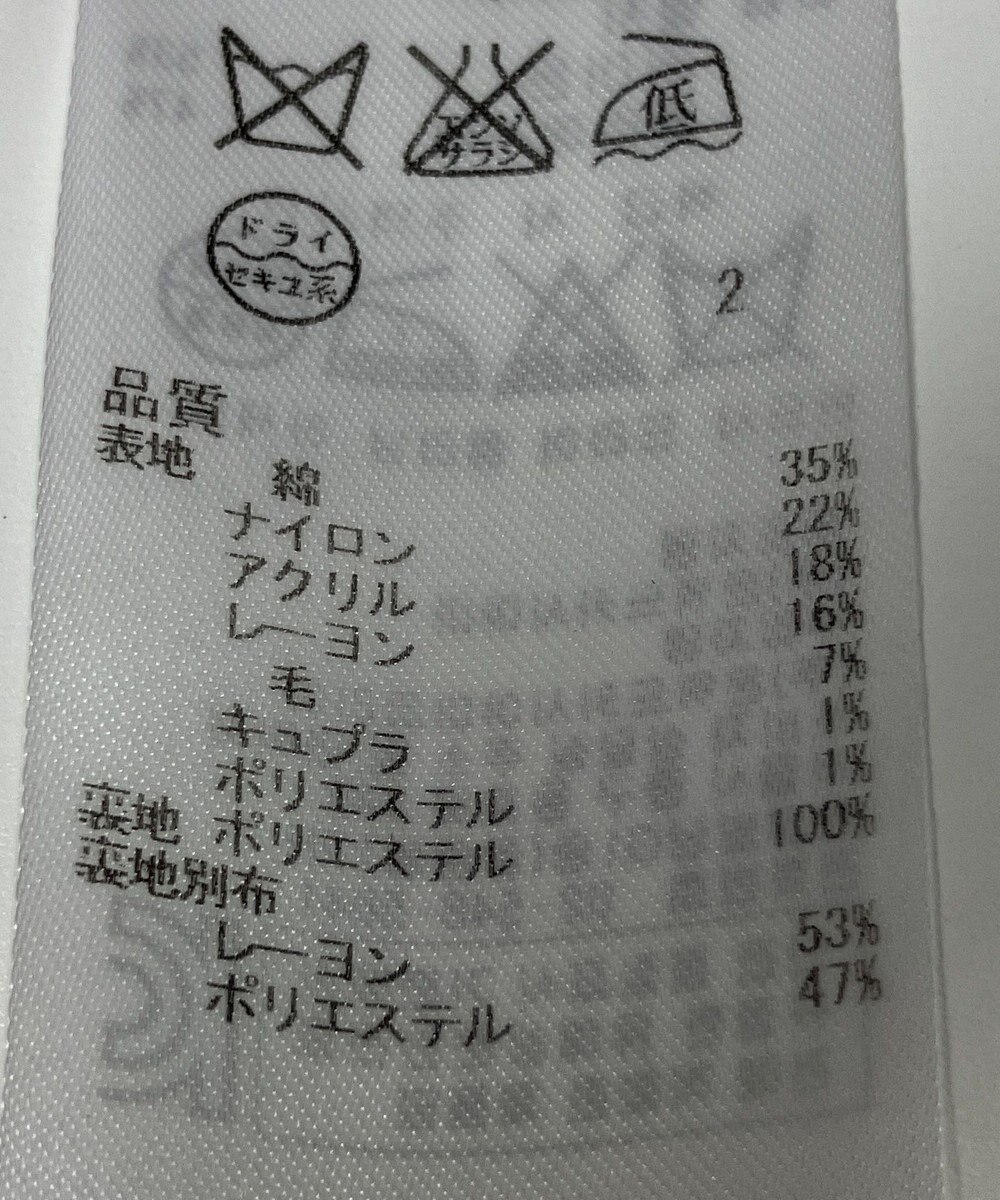 エンソ
サラシ
低
ドライ
セキユ系
2
品質
表地
綿 35%
ナイロン 22%
アクリル 18%
レーヨン 16%
毛 7%
キュプラ 1%
ポリエステル 1%
裏地 ポリエステル 100%
裏地別布
レーヨン 53%
ポリエステル 47%